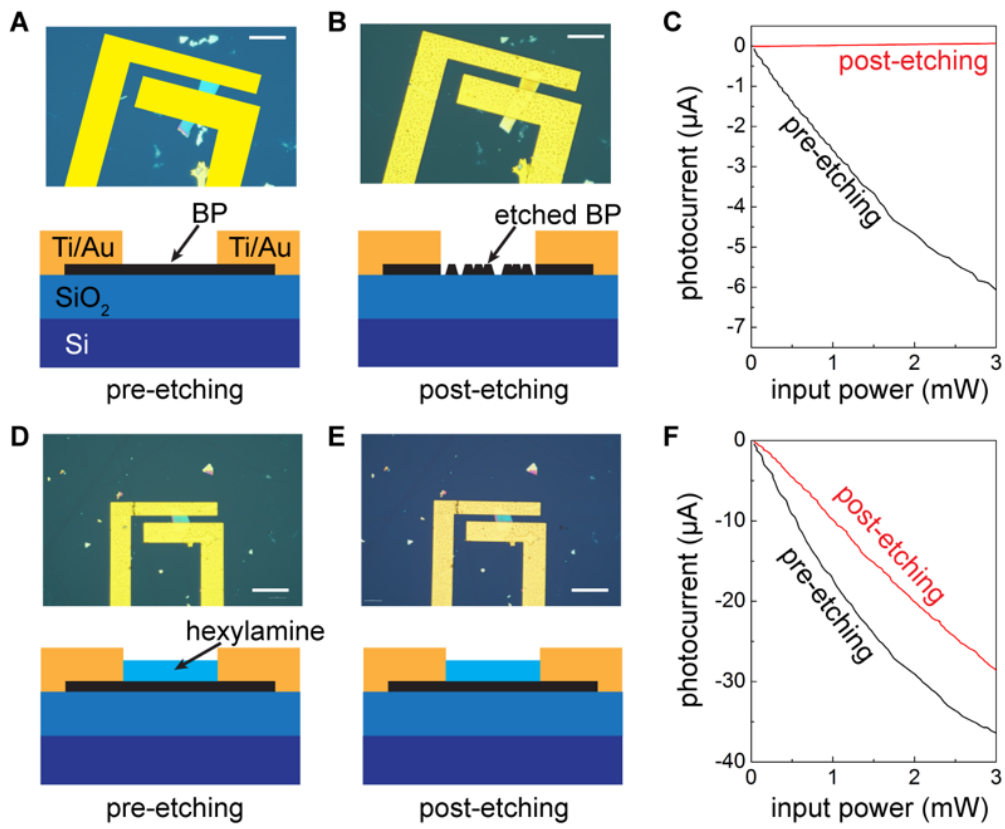 A
B
C
BP
Ti/Au
Ti/Au
SiO2
Si
pre-etching
etched BP
post-etching
0
-1
-2
-3
-4
-5
-6
-7
photocurrent (µA)
post-etching
pre-etching
0
1
2
3
input power (mW)
D
E
F
hexylamine
pre-etching
post-etching
0
-10
-20
-30
-40
photocurrent (µA)
post-etching
pre-etching
0
1
2
3
input power (mW)